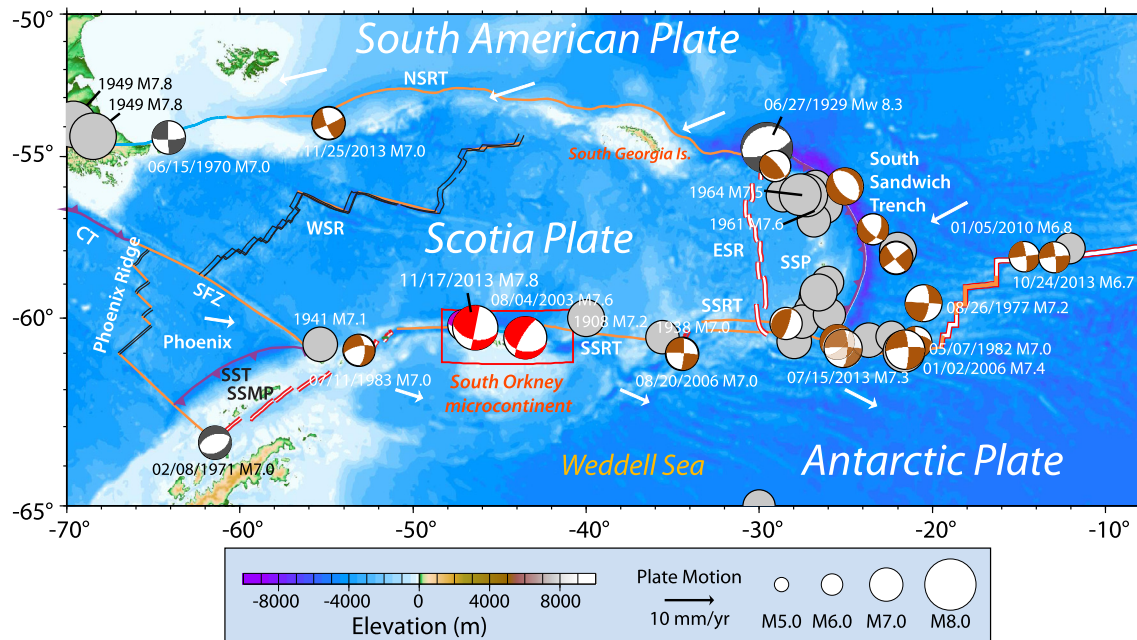 -50°
-55°
-60°
-65°
South American Plate
NSRT
1949 M7.8
1949 M7.8
06/15/1970 M7.0
11/25/2013 M7.0
South Georgia Is.
06/27/1929 Mw 8.3
South
Sandwich
Trench
1964 M7.5
1961 M7.6
01/05/2010 M6.8
10/24/2013 M6.7
CT
WSR
Scotia Plate
ESR
SSP
Phoenix Ridge
SFZ
Phoenix
11/17/2013 M7.8
08/04/2003 M7.6
1941 M7.1
1908 M7.2
1938 M7.0
SSRT
SSRT
08/26/1977 M7.2
05/07/1982 M7.0
01/02/2006 M7.4
07/15/2013 M7.3
SST
SSMP
07/11/1983 M7.0
South Orkney
microcontinent
08/20/2006 M7.0
02/08/1971 M7.0
Weddell Sea
Antarctic Plate
-70° -60° -50° -40° -30° -20° -10°
-8000 -4000 0 4000 8000
Elevation (m)
Plate Motion
10 mm/yr
M5.0 M6.0 M7.0 M8.0